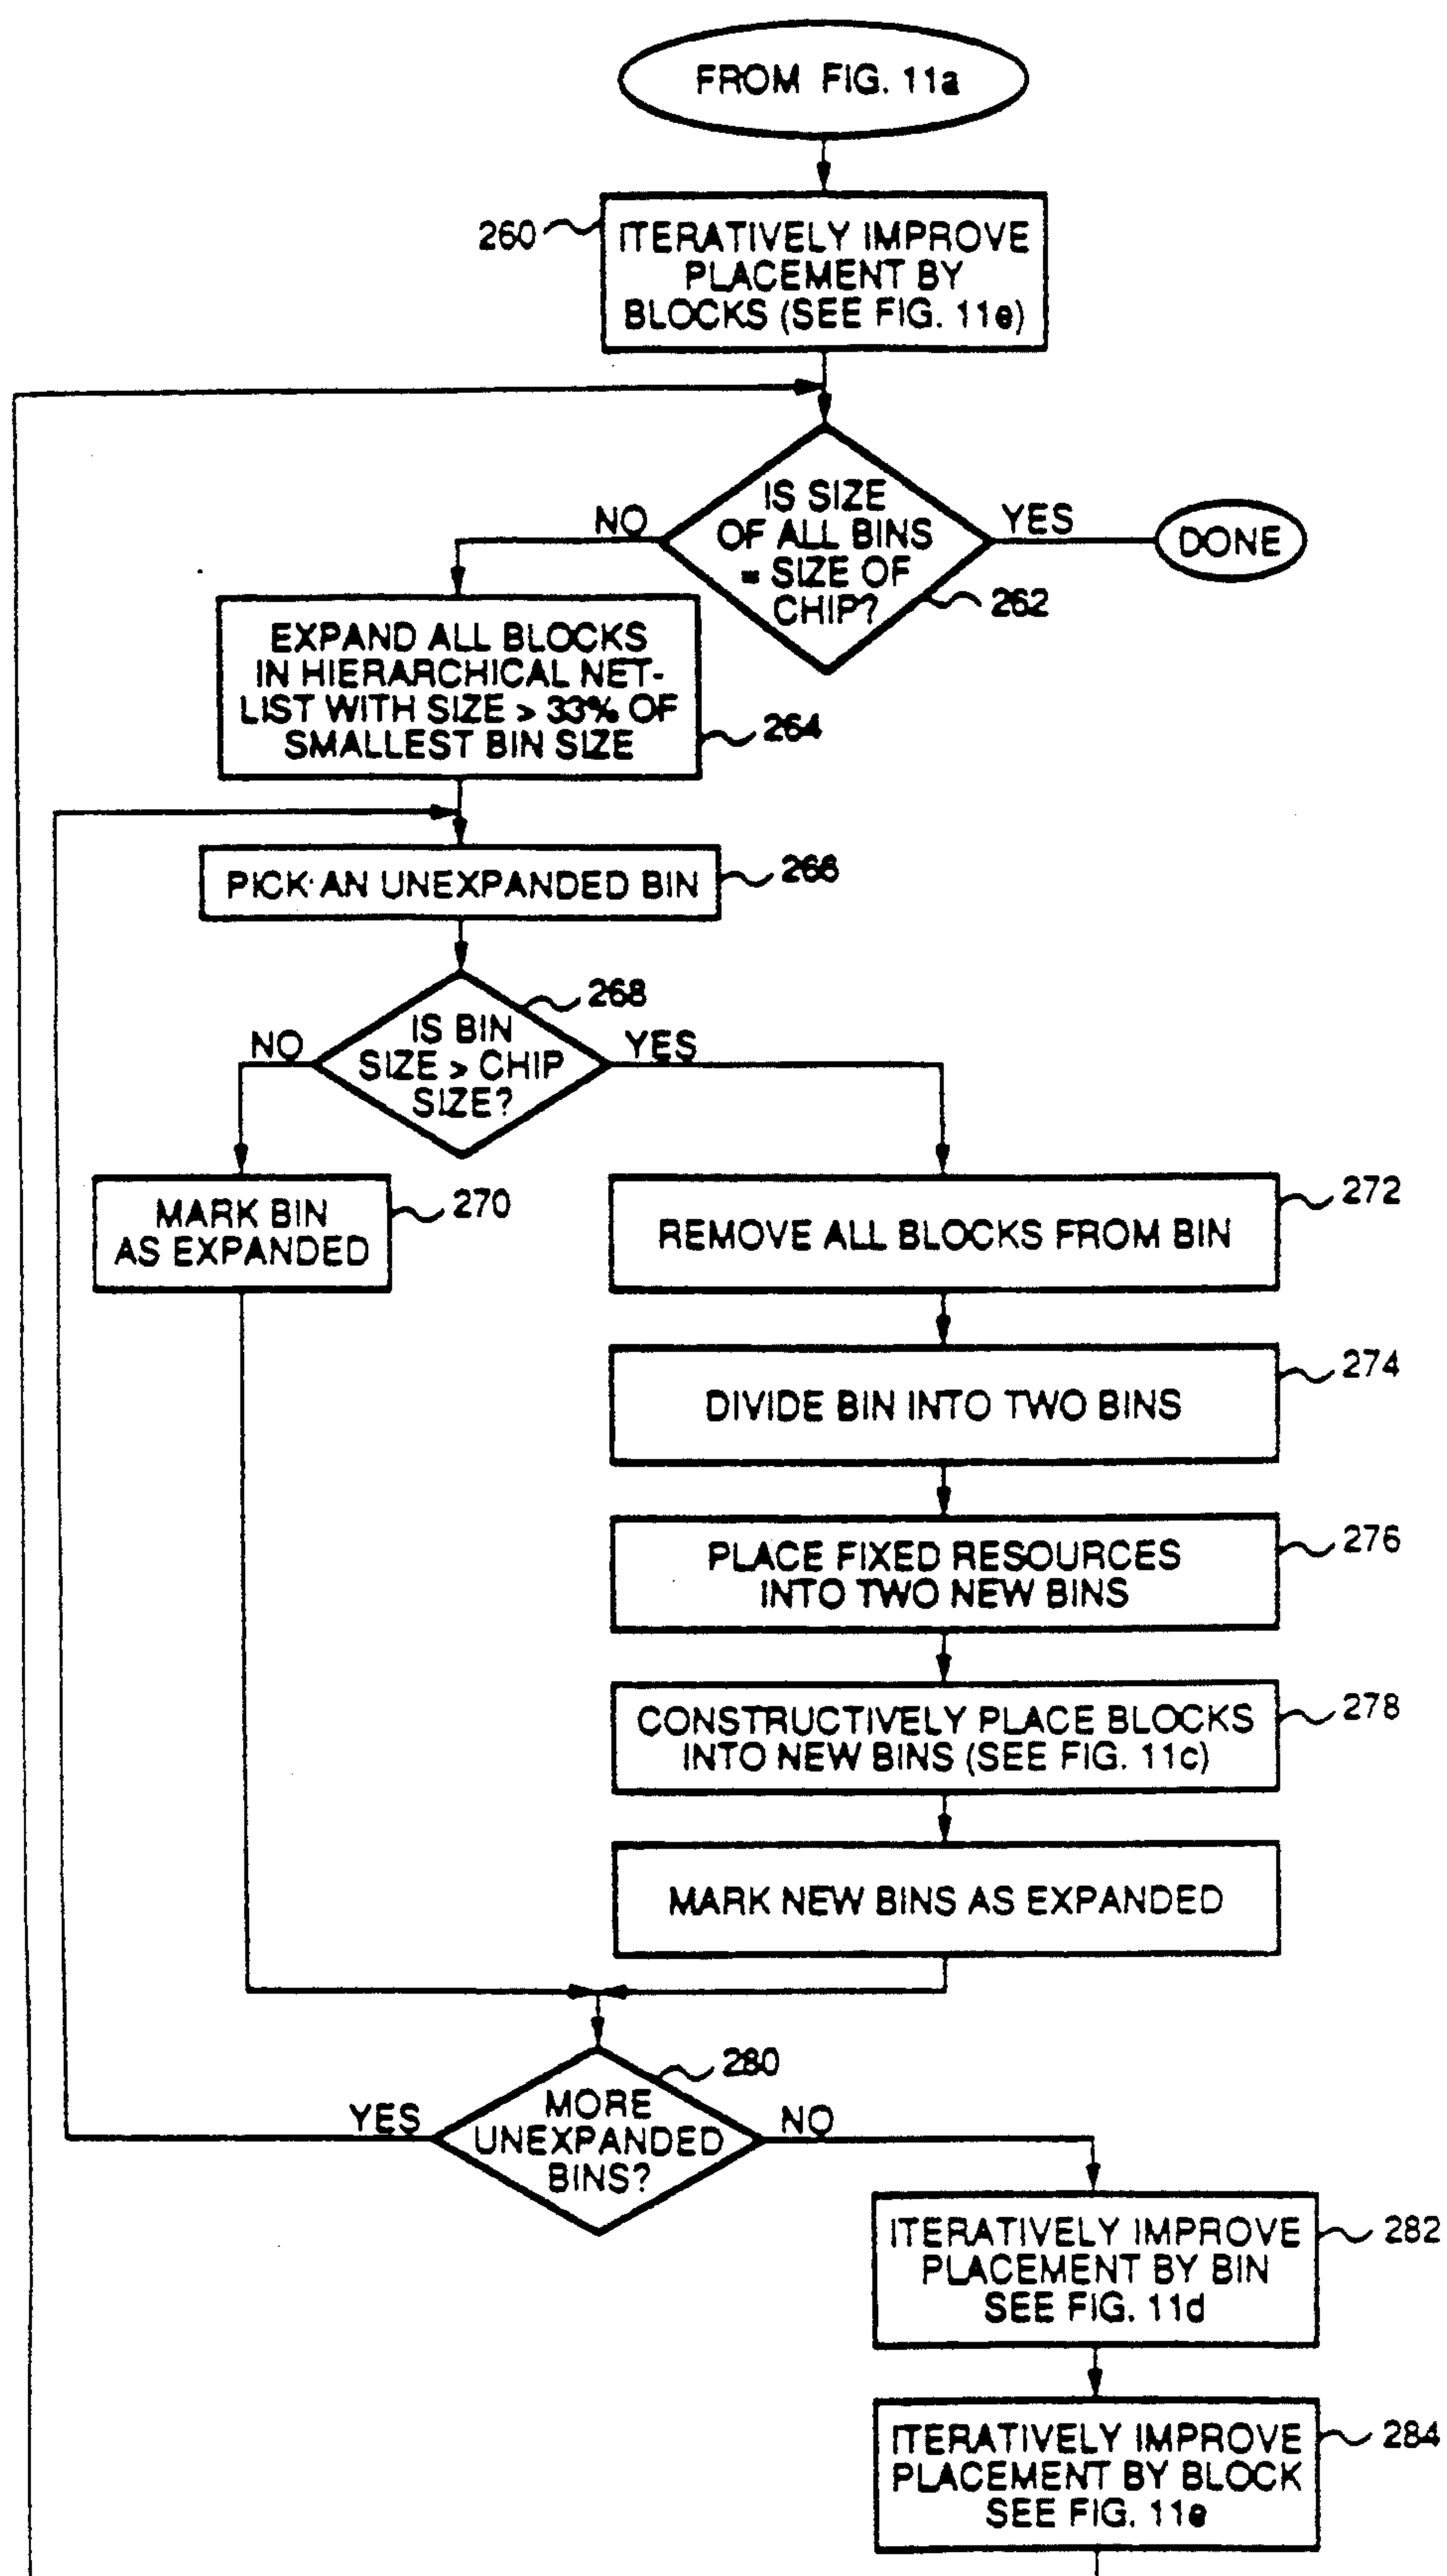 FROM FIG. 11a
260
ITERATIVELY IMPROVE
PLACEMENT BY
BLOCKS (SEE FIG. 11e)
IS SIZE
OF ALL BINS
= SIZE OF
CHIP?
NO
YES
DONE
262
EXPAND ALL BLOCKS
IN HIERARCHICAL NET-
LIST WITH SIZE > 33% OF
SMALLEST BIN SIZE
264
PICK AN UNEXPANDED BIN
266
268
IS BIN
SIZE > CHIP
SIZE?
NO
YES
MARK BIN
AS EXPANDED
270
REMOVE ALL BLOCKS FROM BIN
272
DIVIDE BIN INTO TWO BINS
274
PLACE FIXED RESOURCES
INTO TWO NEW BINS
276
CONSTRUCTIVELY PLACE BLOCKS
INTO NEW BINS (SEE FIG. 11c)
278
MARK NEW BINS AS EXPANDED
280
MORE
UNEXPANDED
BINS?
YES
NO
ITERATIVELY IMPROVE
PLACEMENT BY BIN
SEE FIG. 11d
282
ITERATIVELY IMPROVE
PLACEMENT BY BLOCK
SEE FIG. 11e
284